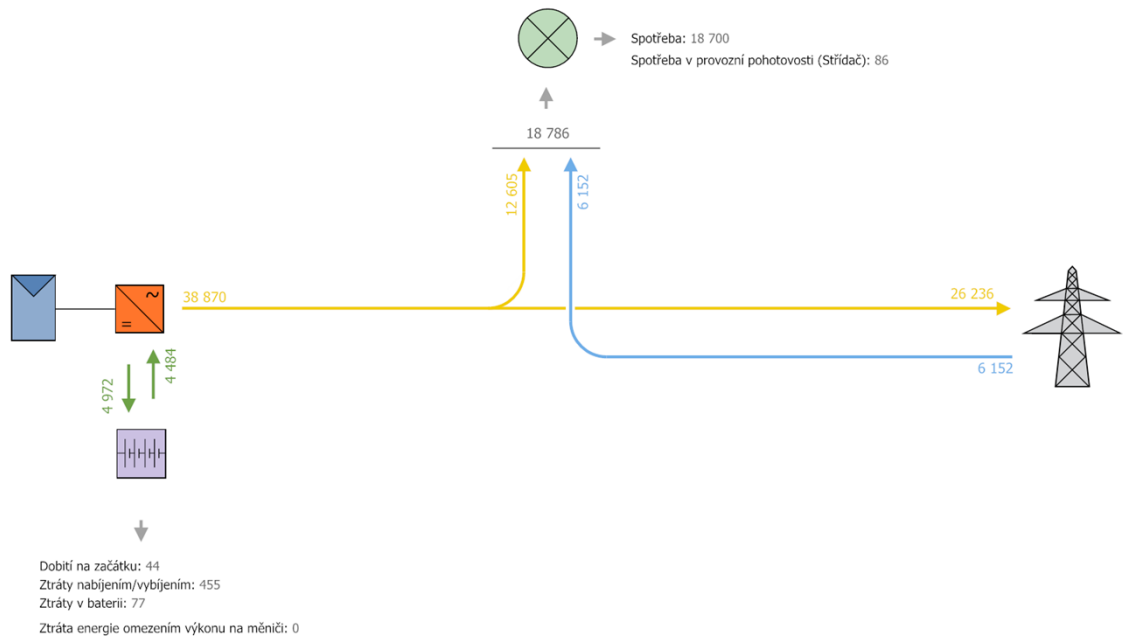 Spotřeba: 18 700
Spotřeba v provozní pohotovosti (Střídač): 86
18 786
12 605
6 152
38 870
26 236
6 152
4 972
4 484
Dobití na začátku: 44
Ztráty nabíjením/vybíjením: 455
Ztráty v baterii: 77
Ztráta energie omezením výkonu na měniči: 0